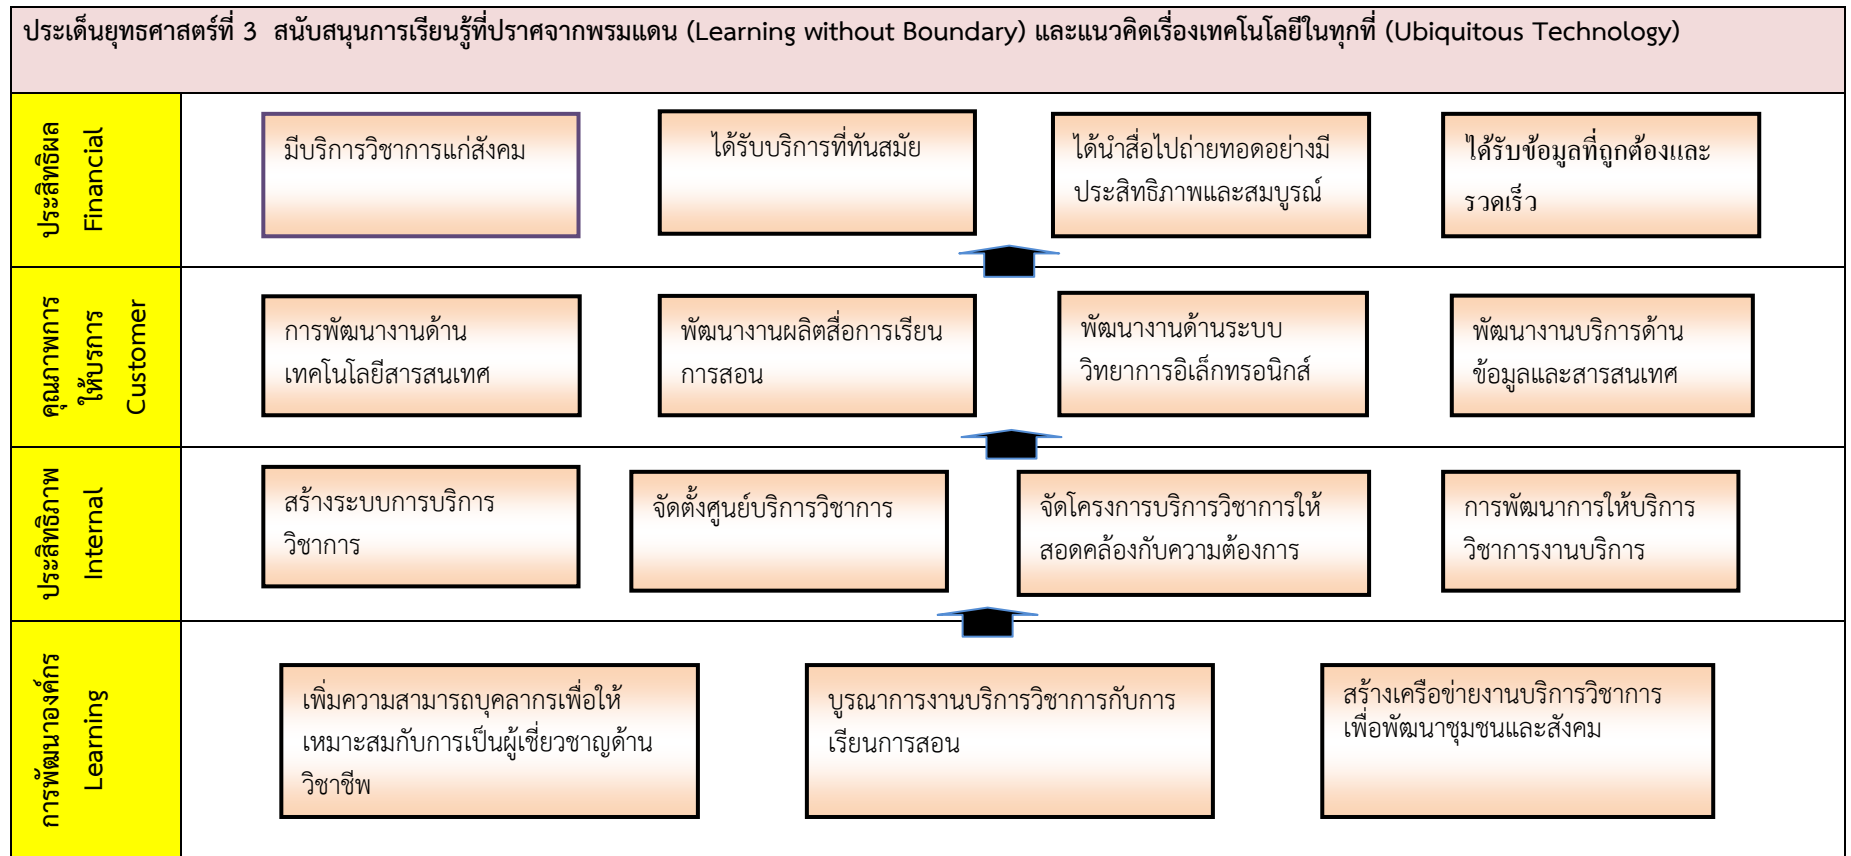 ประเด็นยุทธศาสตร์ที่ 3 สนับสนุนการเรียนรู้ที่ปราศจากพรมแดน (Learning without Boundary) และแนวคิดเรื่องเทคโนโลยีในทุกที่ (Ubiquitous Technology)
ประสิทธิผล
Financial
มีบริการวิชาการแก่สังคม
ได้รับบริการที่ทันสมัย
ได้นำสื่อไปถ่ายทอดอย่างมี
ประสิทธิภาพและสมบูรณ์
ได้รับข้อมูลที่ถูกต้องและ
รวดเร็ว
คุณภาพการ
ให้บรการ
Customer
การพัฒนางานด้าน
เทคโนโลยีสารสนเทศ
พัฒนางานผลิตสื่อการเรียน
การสอน
พัฒนางานด้านระบบ
วิทยาการอิเล็กทรอนิกส์
พัฒนางานบริการด้าน
ข้อมูลและสารสนเทศ
ประสิทธิภาพ
Internal
สร้างระบบการบริการ
วิชาการ
จัดตั้งศูนย์บริการวิชาการ
จัดโครงการบริการวิชาการให้
สอดคล้องกับความต้องการ
การพัฒนาการให้บริการ
วิชาการงานบริการ
การพัฒนาองค์กร
Learning
เพิ่มความสามารถบุคลากรเพื่อให้
เหมาะสมกับการเป็นผู้เชี่ยวชาญด้าน
วิชาชีพ
บูรณาการงานบริการวิชาการกับการ
เรียนการสอน
สร้างเครือข่ายงานบริการวิชาการ
เพื่อพัฒนาชุมชนและสังคม